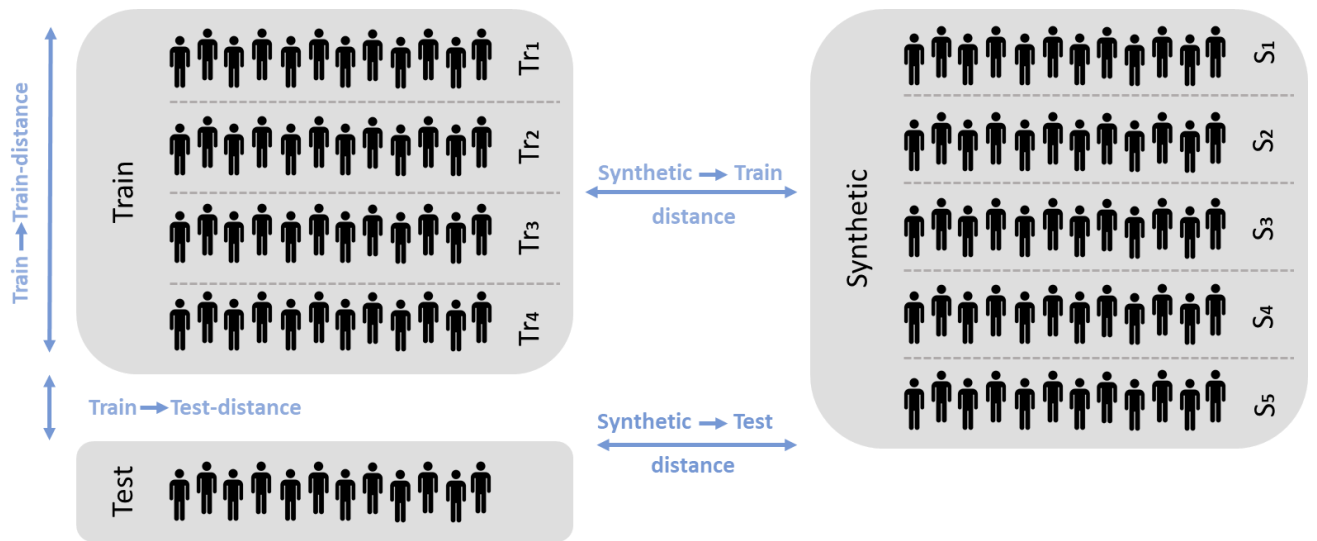 Train
Tr1
Tr2
Tr3
Tr4
Train→Train-distance
Train→Test-distance
Test
Synthetic → Train
distance
Synthetic → Test
distance
Synthetic
S1
S2
S3
S4
S5